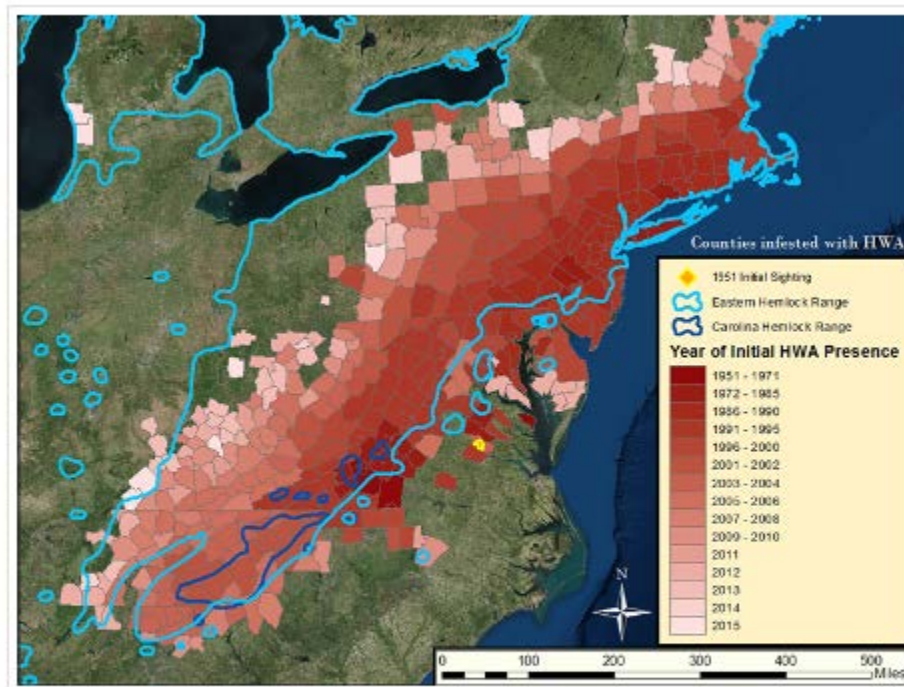 Counties infested with HWA
1951 Initial Sighting
Eastern Hemlock Range
Carolina Hemlock Range
Year of Initial HWA Presence
1951 - 1971
1972 - 1985
1986 - 1990
1991 - 1995
1996 - 2000
2001 - 2002
2003 - 2004
2005 - 2006
2007 - 2008
2009 - 2010
2011
2012
2013
2014
2015
N
0 100 200 300 400 500
Miles